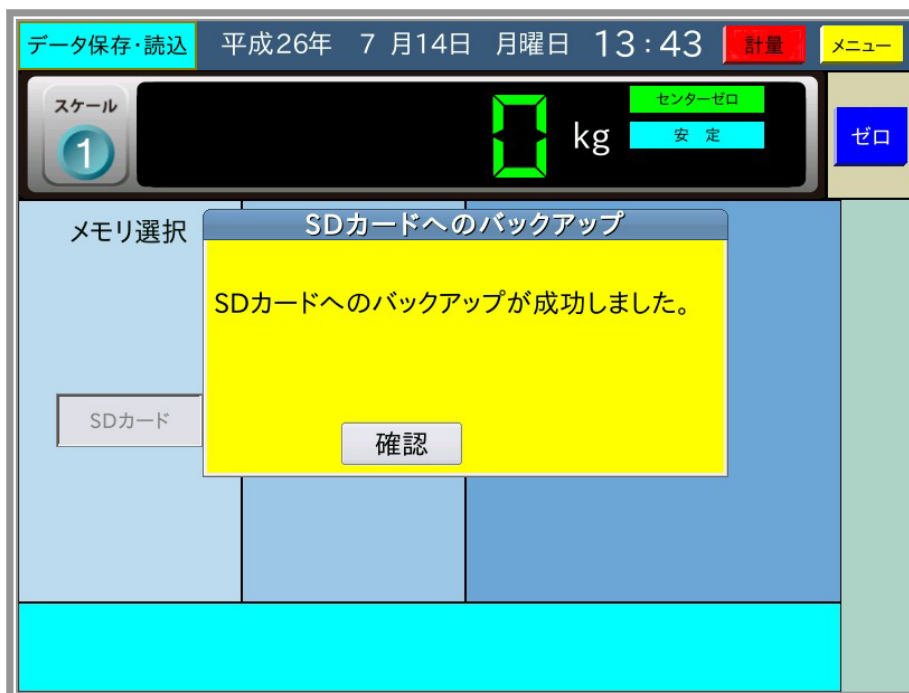 データ保存・読込 平成26年 7 月14日 月曜日 13:43 計量 メニュー
スケール
1
0 kg
センターゼロ
安 定
ゼロ
メモリ選択
SDカードへのバックアップ
SDカードへのバックアップが成功しました。
SDカード
確認